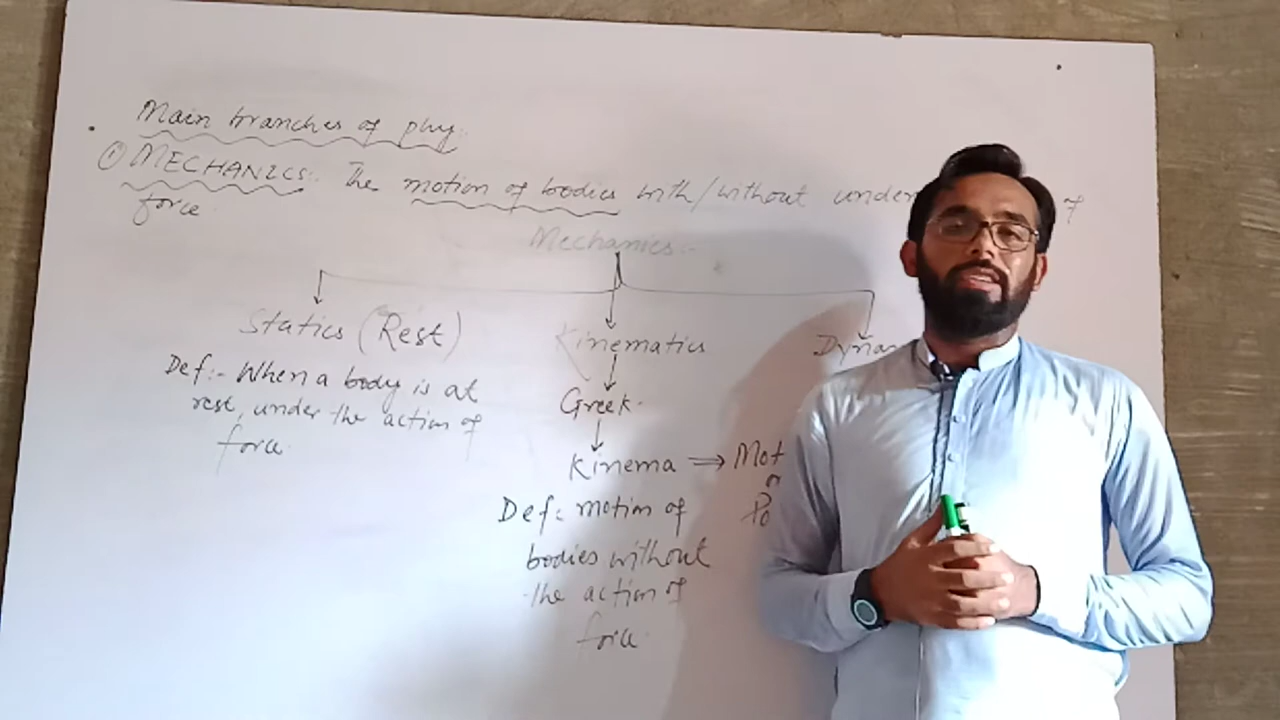 Main branches of phy.
① MECHANICS:. The motion of bodies with/without under of
force
Mechanics:-
Statics (Rest) Kinematics Dynam
Def:- When a body is at
rest, under the action of
force.
Greek.
Kinema ⇒ Mot
Def: motion of
bodies without
the action of
force.